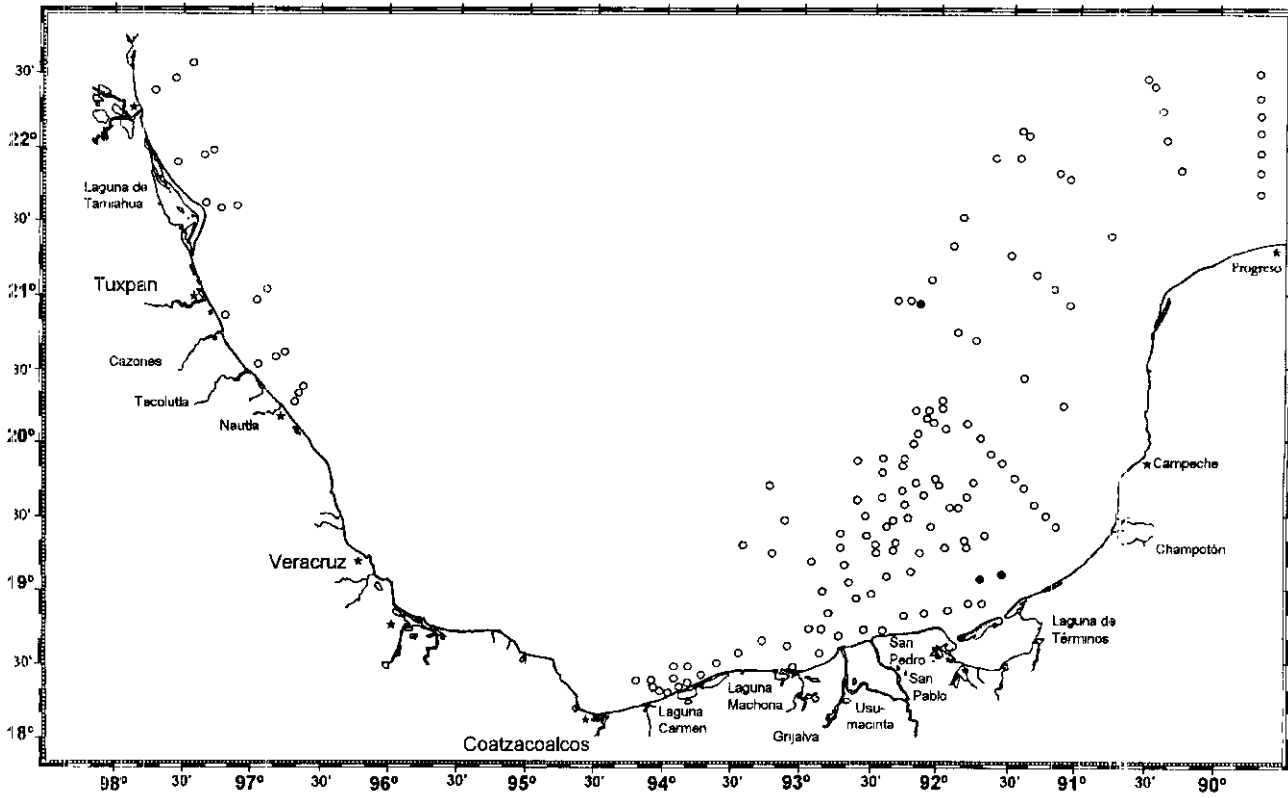 30'
22°
Laguna de
Tamiahua
30'
Tuxpan
21°
Progreso
Cazones
30'
Tecolutla
Nautla
20°
Campeche
30'
Champotón
Veracruz
19°
Laguna de
Términos
San
Pedro
30'
San
Pablo
Laguna
Machona
Laguna
Carmen
Usu-
macinta
Grijalva
18°
Coatzacoalcos
98° 30' 97° 30' 96° 30' 95° 30' 94° 30' 93° 30' 92° 30' 91° 30' 90°